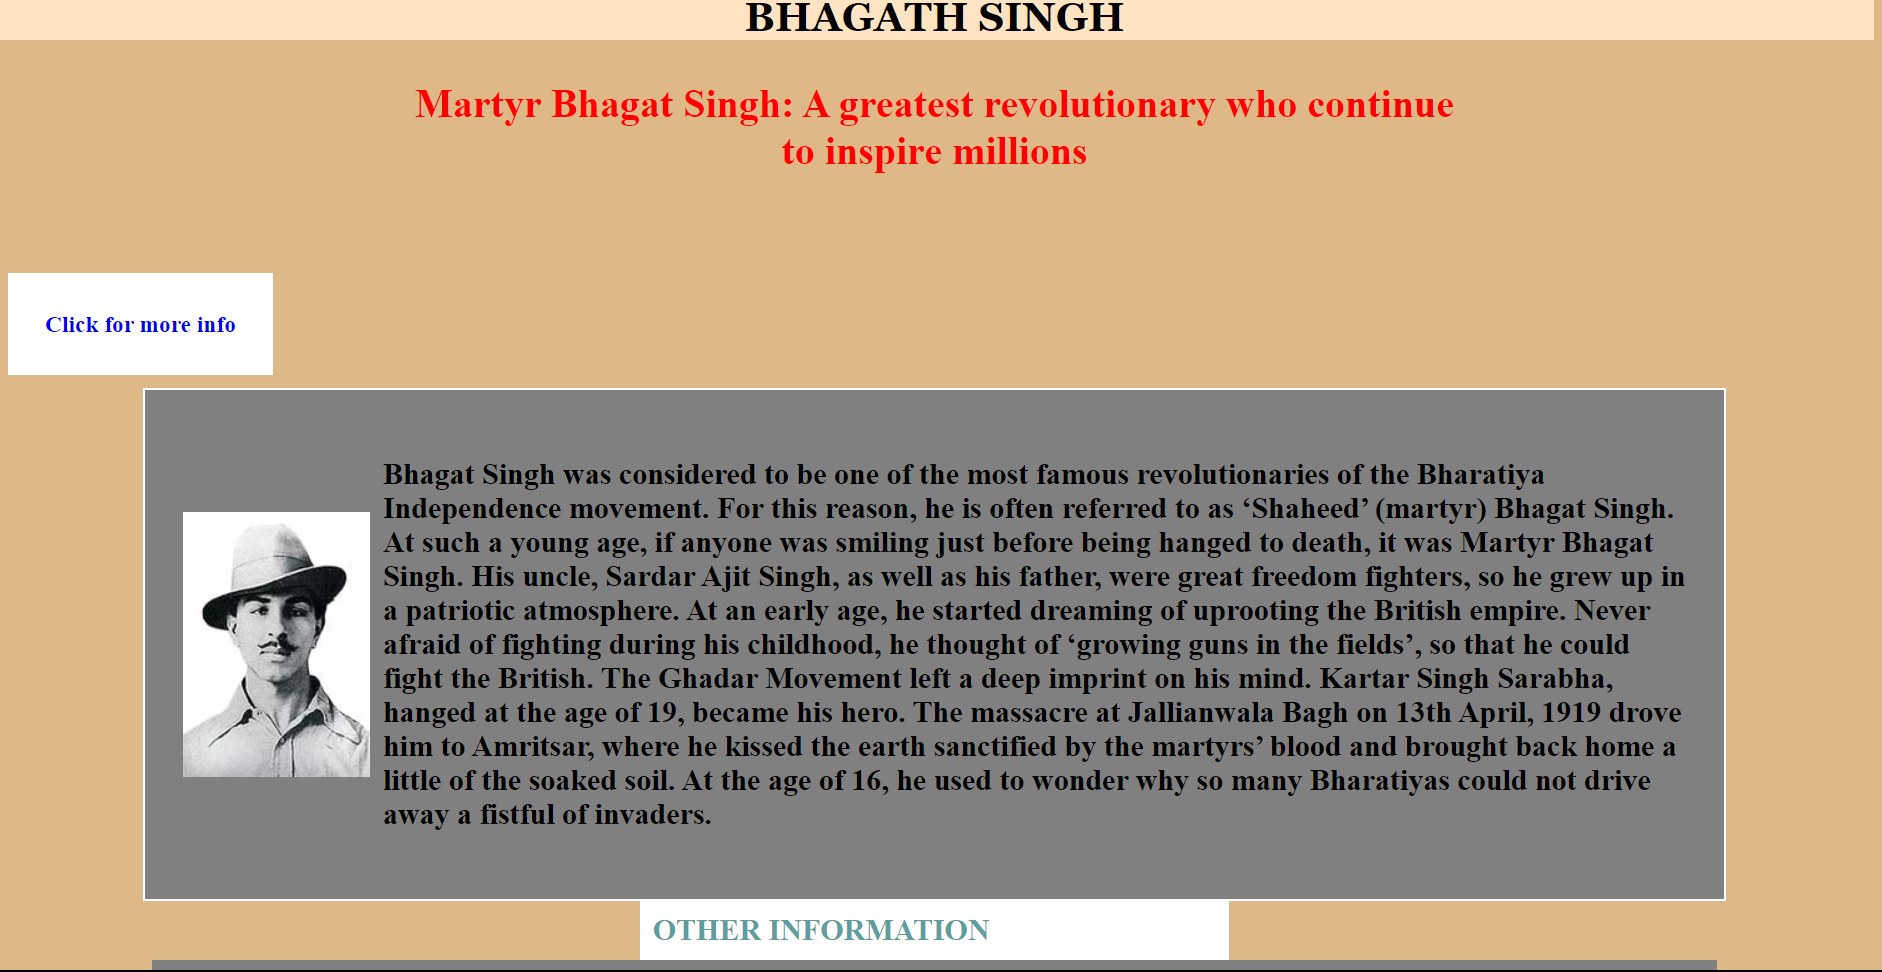 BHAGATH SINGH
Martyr Bhagat Singh: A greatest revolutionary who continue
to inspire millions
Click for more info
Bhagat Singh was considered to be one of the most famous revolutionaries of the Bharatiya
Independence movement. For this reason, he is often referred to as ‘Shaheed’ (martyr) Bhagat Singh.
At such a young age, if anyone was smiling just before being hanged to death, it was Martyr Bhagat
Singh. His uncle, Sardar Ajit Singh, as well as his father, were great freedom fighters, so he grew up in
a patriotic atmosphere. At an early age, he started dreaming of uprooting the British empire. Never
afraid of fighting during his childhood, he thought of ‘growing guns in the fields’, so that he could
fight the British. The Ghadar Movement left a deep imprint on his mind. Kartar Singh Sarabha,
hanged at the age of 19, became his hero. The massacre at Jallianwala Bagh on 13th April, 1919 drove
him to Amritsar, where he kissed the earth sanctified by the martyrs’ blood and brought back home a
little of the soaked soil. At the age of 16, he used to wonder why so many Bharatiyas could not drive
away a fistful of invaders.
OTHER INFORMATION